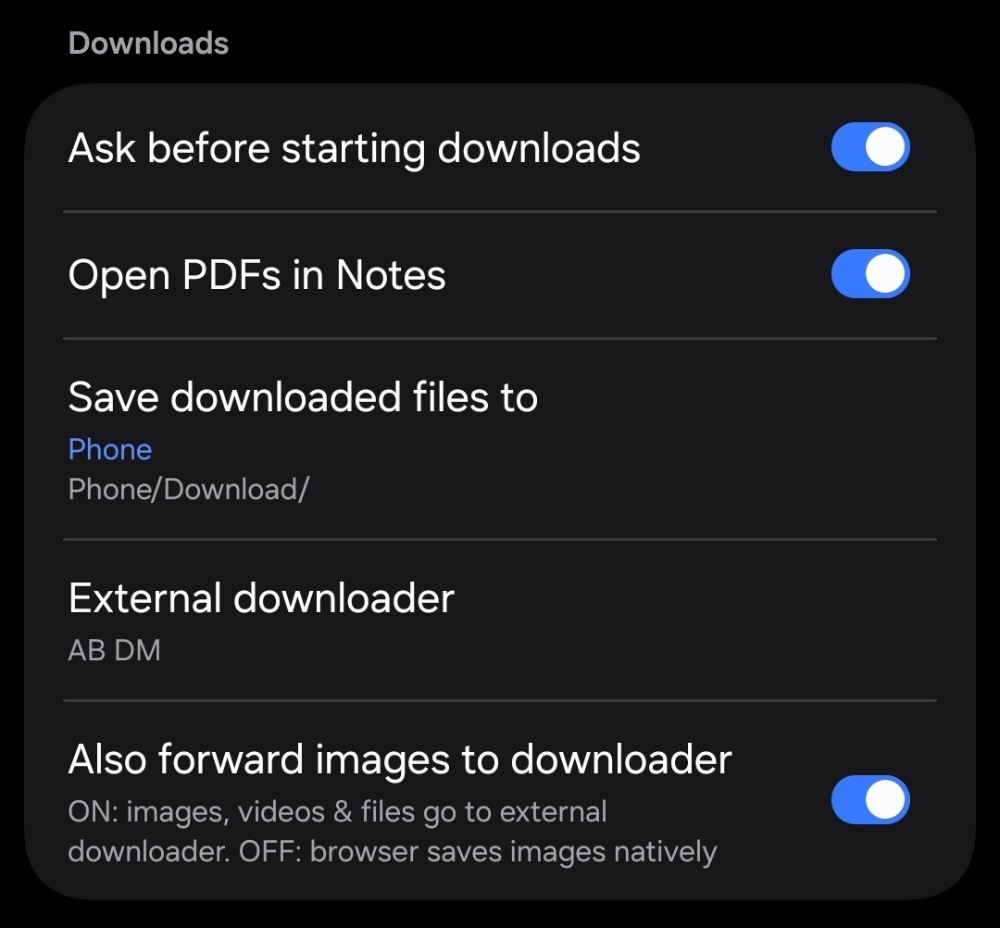 Downloads
Ask before starting downloads
Open PDFs in Notes
Save downloaded files to
Phone
Phone/Download/
External downloader
AB DM
Also forward images to downloader
ON: images, videos & files go to external
downloader. OFF: browser saves images natively